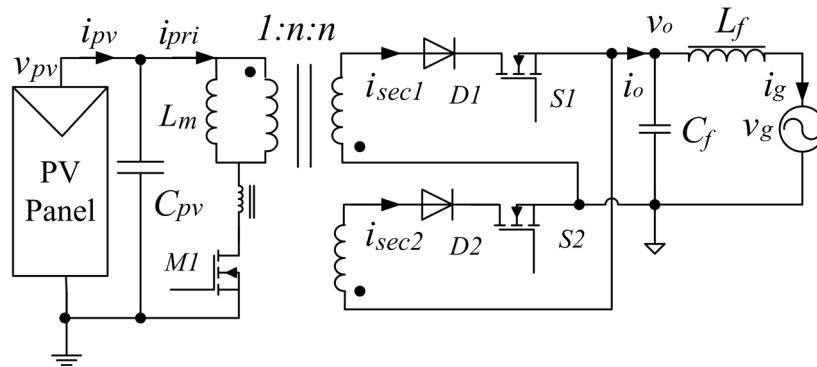 1:n:n
i_pv
i_pri
v_pv
L_m
PV
Panel
C_pv
M1
i_sec1
D1
S1
i_sec2
D2
S2
v_o
L_f
i_o
i_g
C_f
v_g